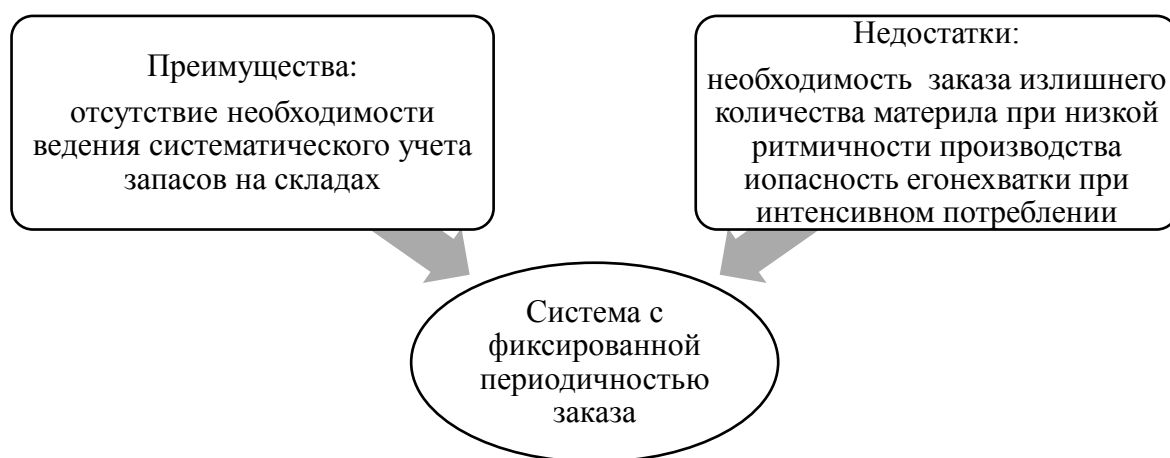 Преимущества:
отсутствие необходимости
ведения систематического учета
запасов на складах
Недостатки:
необходимость заказа излишнего
количества материла при низкой
ритмичности производства
иопасность егонехватки при
интенсивном потреблении
Система с
фиксированной
периодичностью
заказа